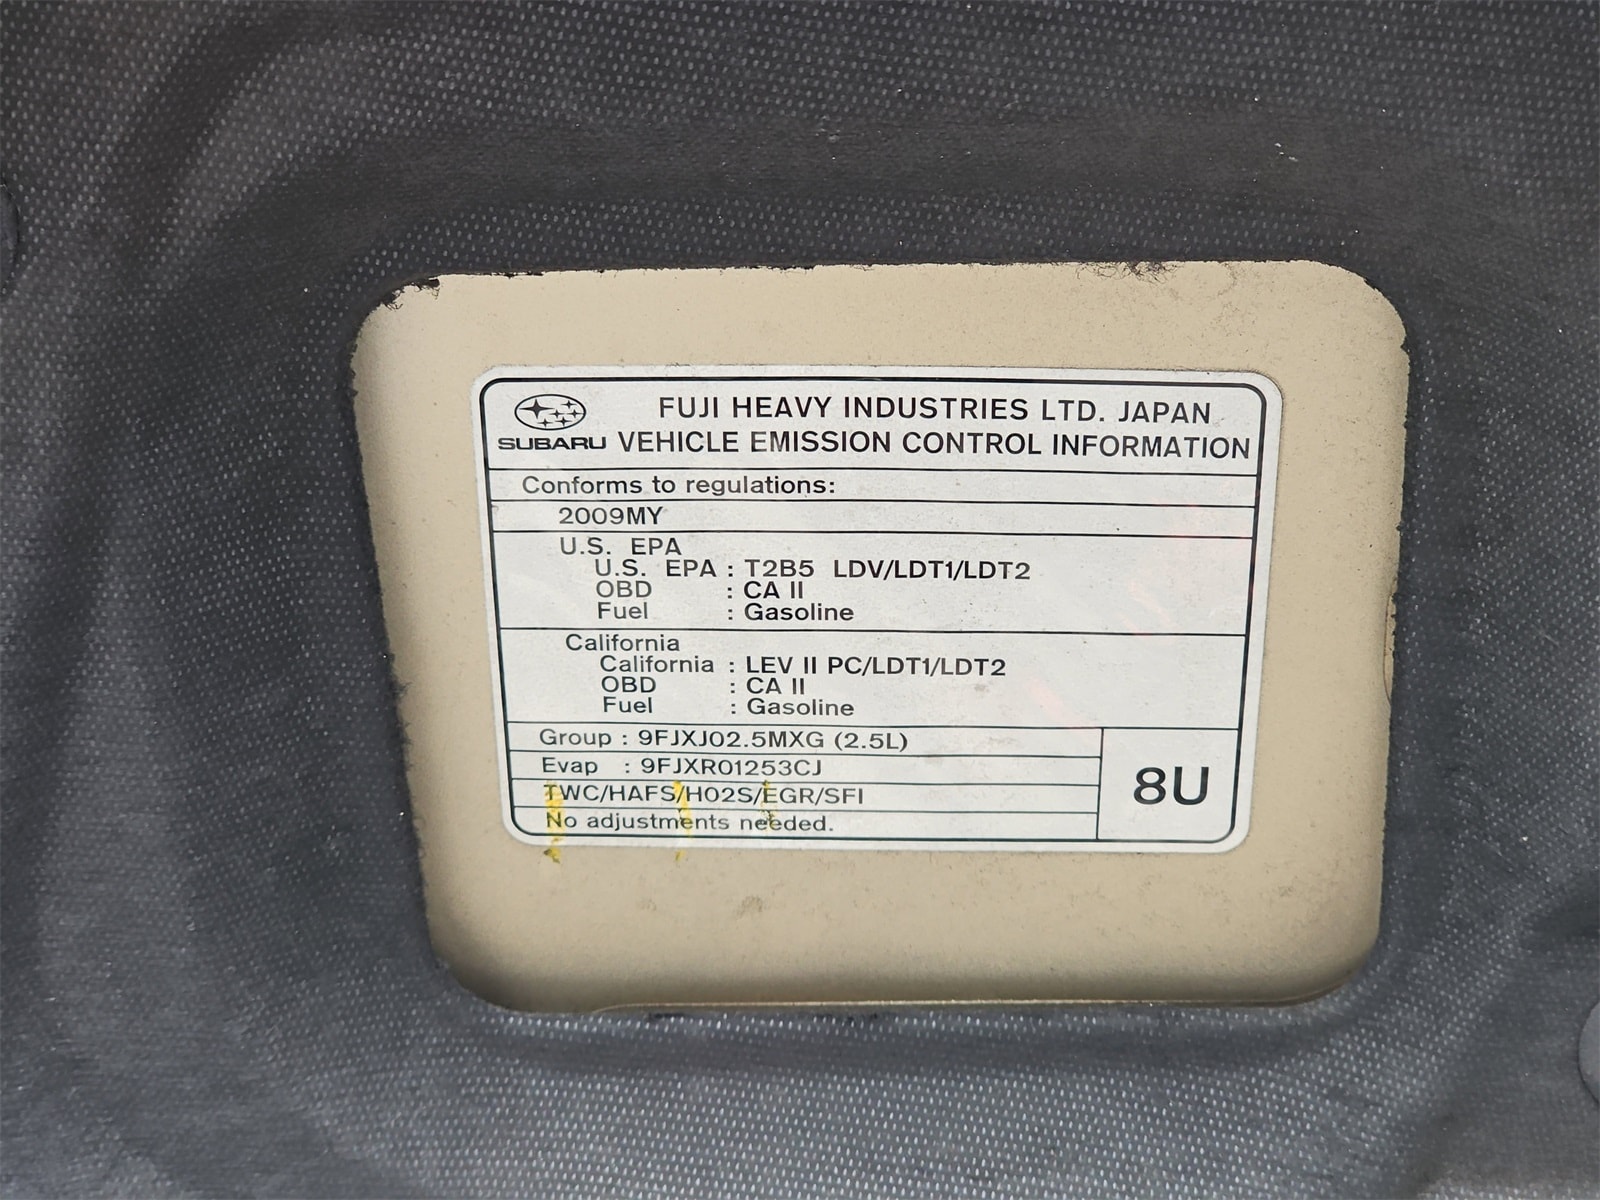 FUJI HEAVY INDUSTRIES LTD. JAPAN
SUBARU VEHICLE EMISSION CONTROL INFORMATION
Conforms to regulations:
2009MY
U.S. EPA
U.S. EPA : T2B5 LDV/LDT1/LDT2
OBD : CA II
Fuel : Gasoline
California
California : LEV II PC/LDT1/LDT2
OBD : CA II
Fuel : Gasoline
Group : 9FJXJ02.5MXG (2.5L)
Evap : 9FJXR01253CJ
TWC/HAFS/HO2S/EGR/SFI
No adjustments needed.
8U